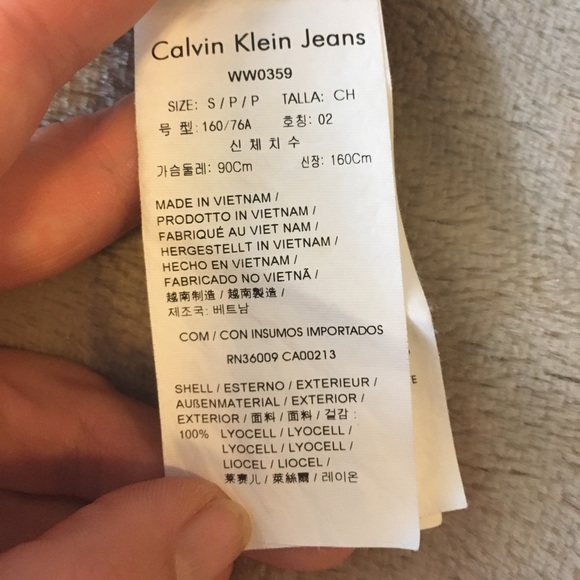 Calvin Klein Jeans
WW0359
SIZE: S / P / P TALLA: CH
号 型: 160/76A 호칭: 02
신 체 치 수
가슴둘레: 90Cm 신장: 160Cm
MADE IN VIETNAM /
PRODOTTO IN VIETNAM /
FABRIQUÉ AU VIET NAM /
HERGESTELLT IN VIETNAM /
HECHO EN VIETNAM /
FABRICADO NO VIETNÃ /
越南制造 / 越南製造 /
제조국: 베트남
COM / CON INSUMOS IMPORTADOS
RN36009 CA00213
SHELL / ESTERNO / EXTERIEUR /
AUßENMATERIAL / EXTERIOR /
EXTERIOR / 面料 / 面料 / 겉감 :
100% LYOCELL / LYOCELL /
LYOCELL / LYOCELL /
LIOCEL / LIOCEL /
莱赛儿 / 萊絲爾 / 레이온